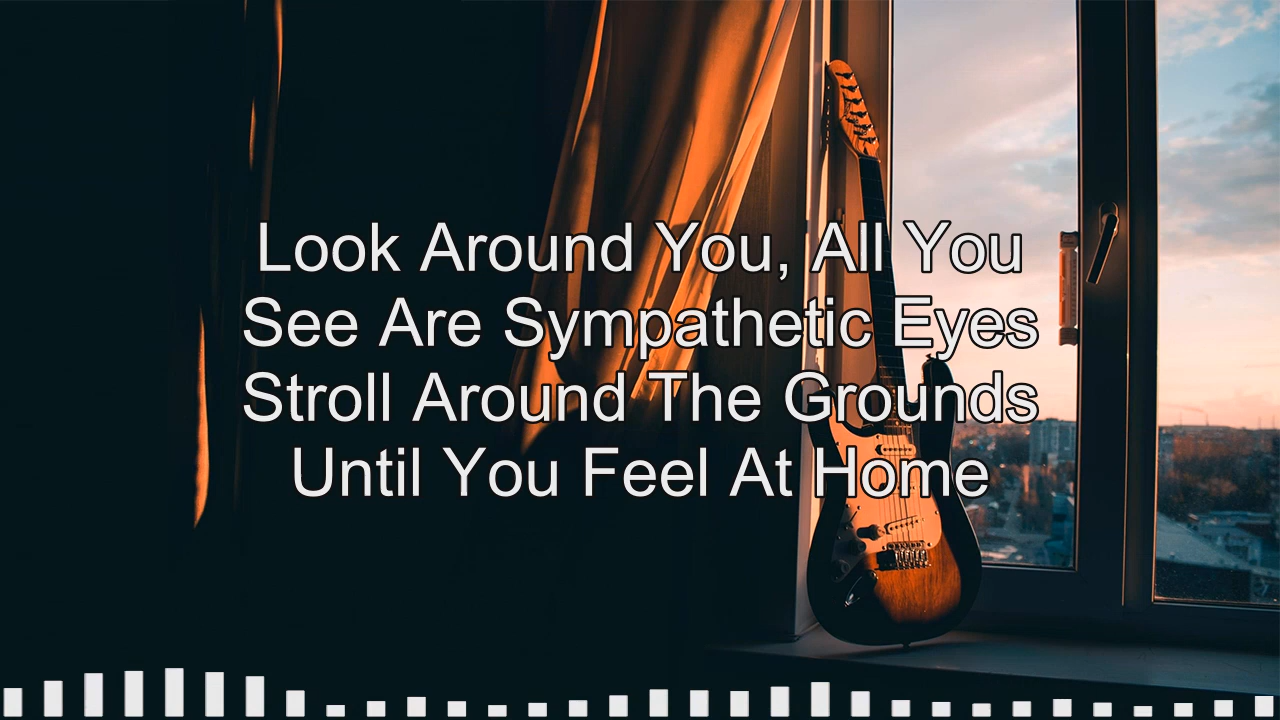 Look Around You, All You
See Are Sympathetic Eyes
Stroll Around The Grounds
Until You Feel At Home